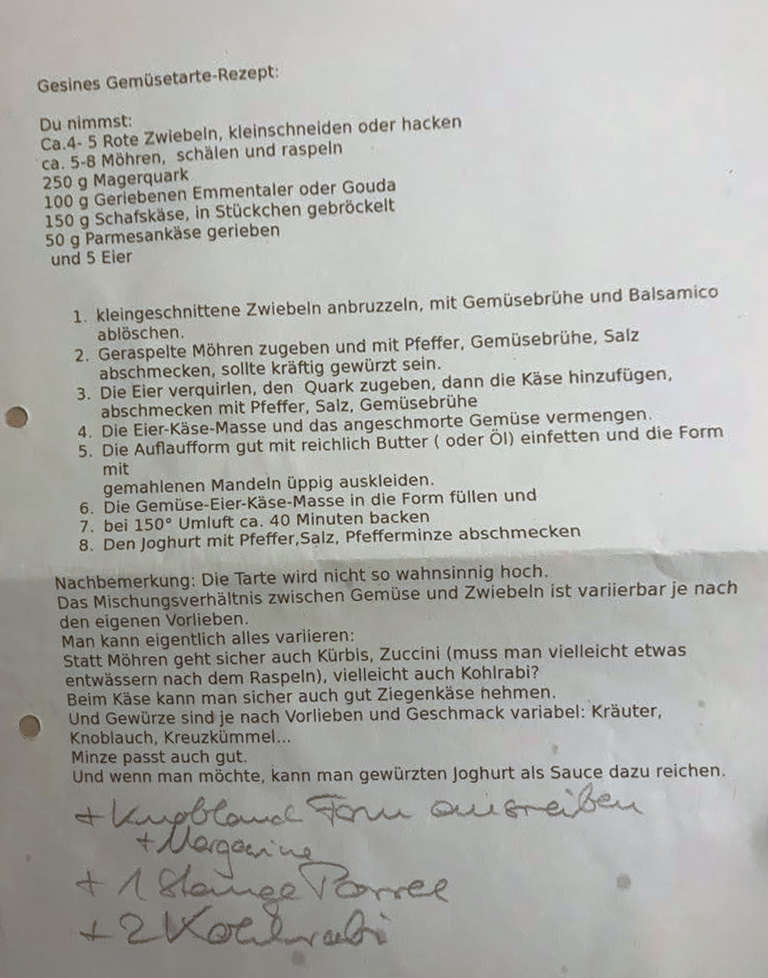 Gesines Gemüsetarte-Rezept:
Du nimmst:
Ca.4- 5 Rote Zwiebeln, kleinschneiden oder hacken
ca. 5-8 Möhren, schälen und raspeln
250 g Magerquark
100 g Geriebenen Emmentaler oder Gouda
150 g Schafskäse, in Stückchen gebröckelt
50 g Parmesankäse gerieben
und 5 Eier
1. kleingeschnittene Zwiebeln anbruzzeln, mit Gemüsebrühe und Balsamico
ablöschen.
2. Geraspelte Möhren zugeben und mit Pfeffer, Gemüsebrühe, Salz
abschmecken, sollte kräftig gewürzt sein.
3. Die Eier verquirlen, den Quark zugeben, dann die Käse hinzufügen,
abschmecken mit Pfeffer, Salz, Gemüsebrühe
4. Die Eier-Käse-Masse und das angeschmorte Gemüse vermengen.
5. Die Auflaufform gut mit reichlich Butter ( oder Öl) einfetten und die Form
mit
gemahlenen Mandeln üppig auskleiden.
6. Die Gemüse-Eier-Käse-Masse in die Form füllen und
7. bei 150° Umluft ca. 40 Minuten backen
8. Den Joghurt mit Pfeffer,Salz, Pfefferminze abschmecken
Nachbemerkung: Die Tarte wird nicht so wahnsinnig hoch.
Das Mischungsverhältnis zwischen Gemüse und Zwiebeln ist variierbar je nach
den eigenen Vorlieben.
Man kann eigentlich alles variieren:
Statt Möhren geht sicher auch Kürbis, Zuccini (muss man vielleicht etwas
entwässern nach dem Raspeln), vielleicht auch Kohlrabi?
Beim Käse kann man sicher auch gut Ziegenkäse nehmen.
Und Gewürze sind je nach Vorlieben und Geschmack variabel: Kräuter,
Knoblauch, Kreuzkümmel...
Minze passt auch gut.
Und wenn man möchte, kann man gewürzten Joghurt als Sauce dazu reichen.
+ Knoblauch Form ausreiben
+ Margarine
+ 1 Stange Porree
+ 2 Kohlrabi